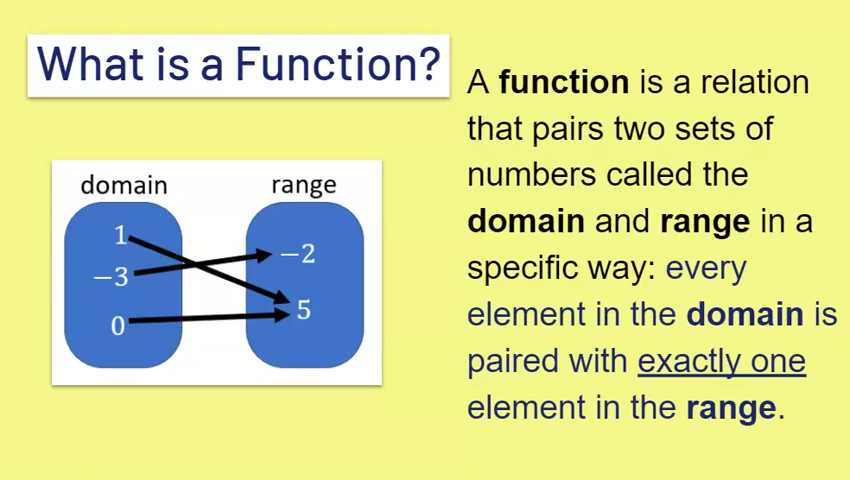 What is a Function?
domain range
1
−3
0
−2
5
A function is a relation
that pairs two sets of
numbers called the
domain and range in a
specific way: every
element in the domain is
paired with exactly one
element in the range.